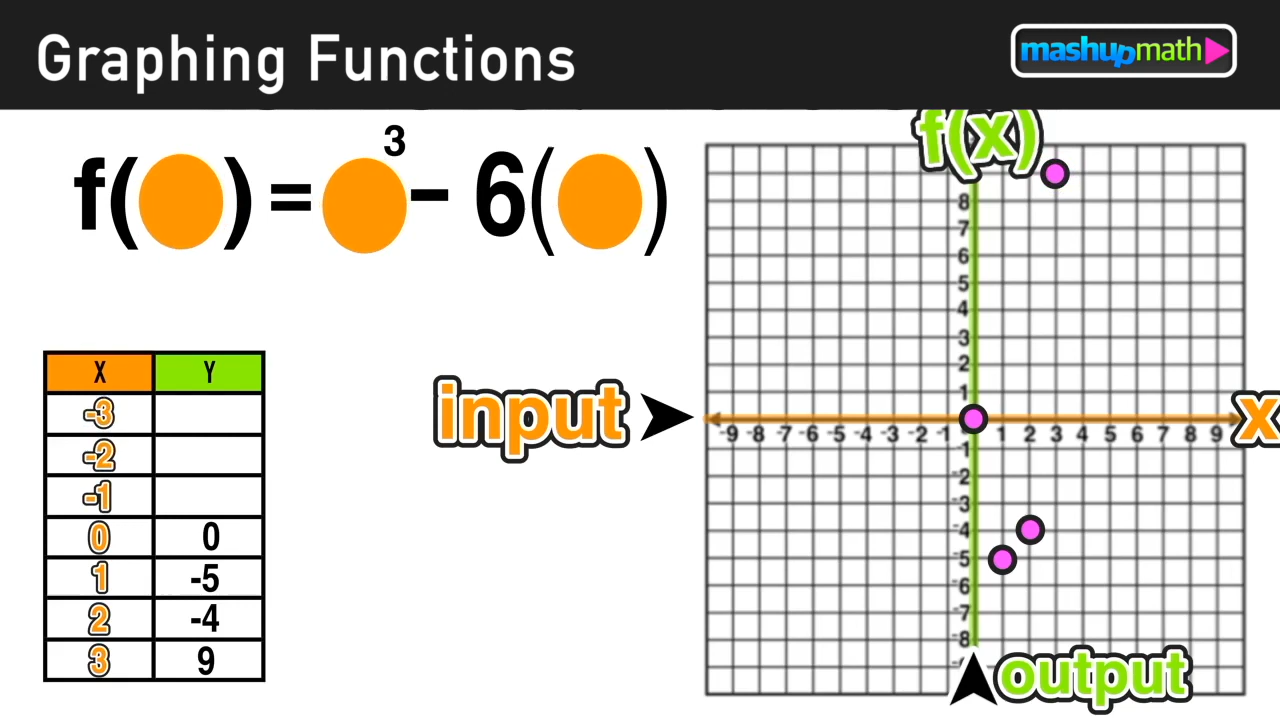 Graphing Functions
mashupmath
f( ) = ³ - 6( )
X Y
-3
-2
-1
0 0
1 -5
2 -4
3 9
input
f(x)
8
7
6
5
4
3
2
1
-9 -8 -7 -6 -5 -4 -3 -2 -1 1 2 3 4 5 6 7 8 9
x
-1
-2
-3
-4
-5
-6
-7
-8
output